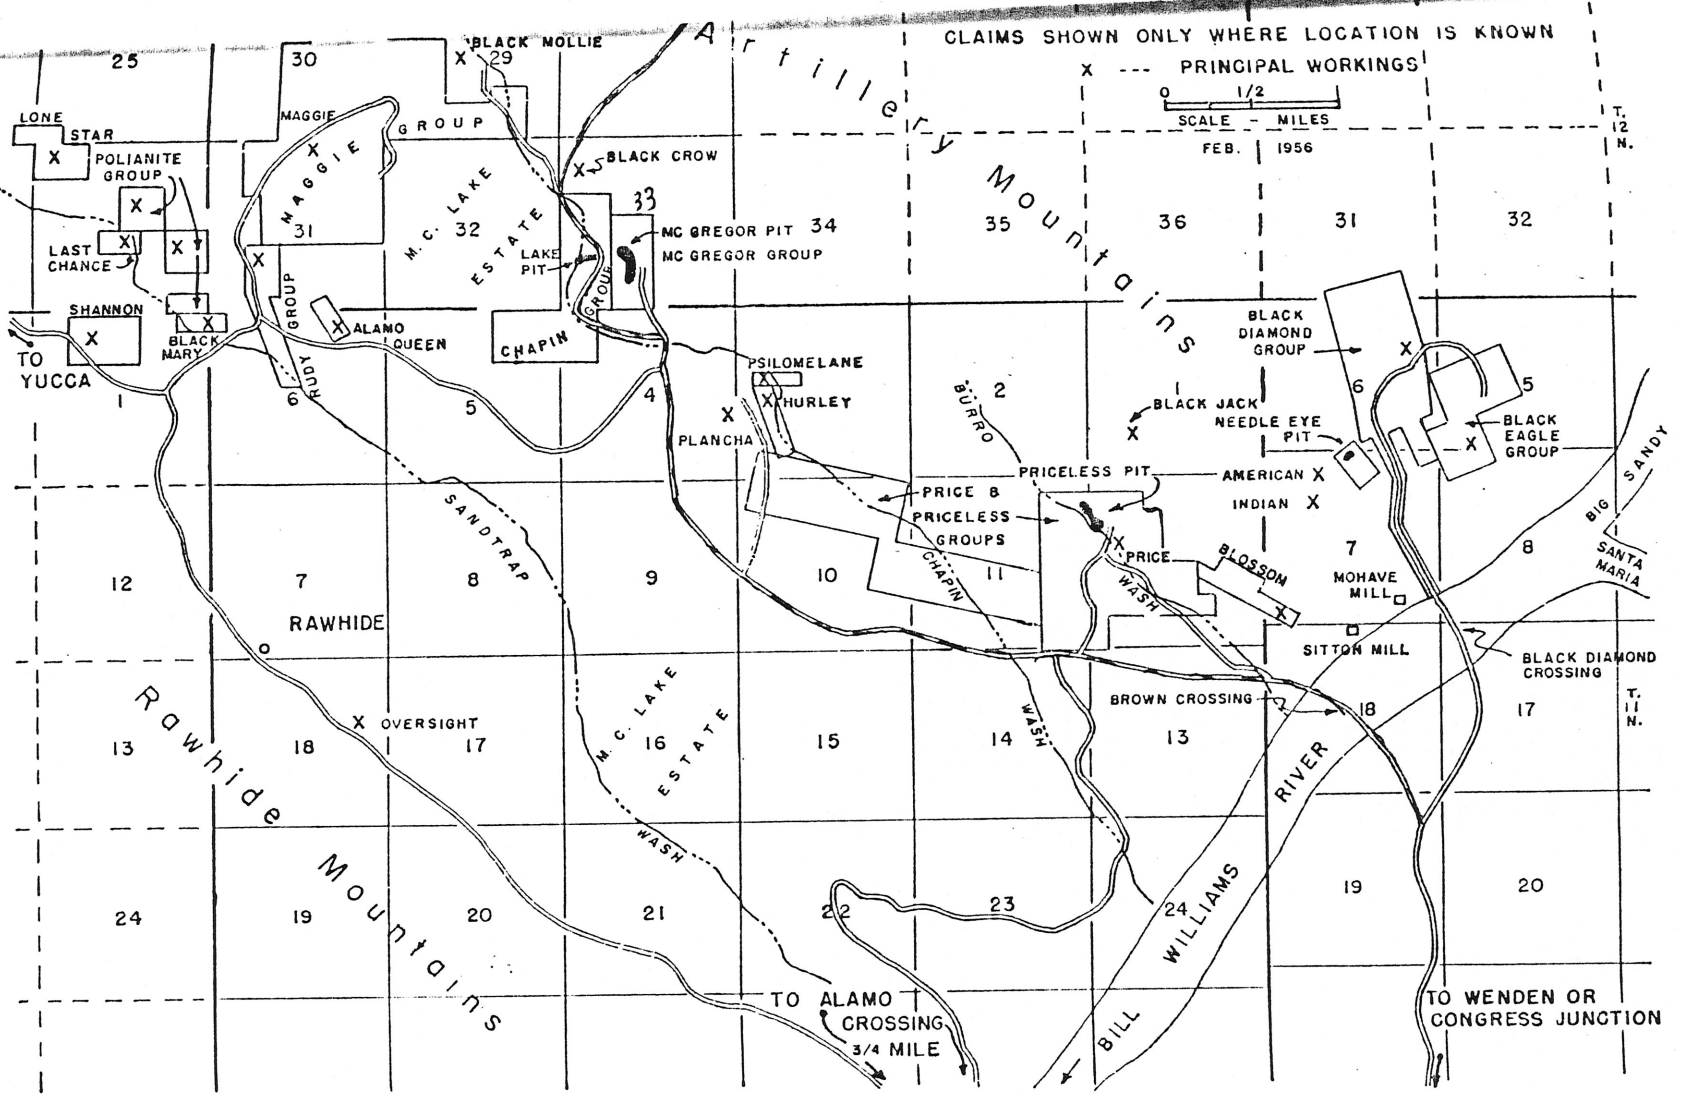 CLAIMS SHOWN ONLY WHERE LOCATION IS KNOWN
X --- PRINCIPAL WORKINGS
0 1/2 1
SCALE - MILES
FEB. 1956
T.
12
N.
Artillery Mountains
25
30
BLACK MOLLIE
29
LONE
STAR
MAGGIE
GROUP
MAGGIE
POLIANITE
GROUP
BLACK CROW
M.C. LAKE
ESTATE
33
31
32
34
35
36
31
32
MC GREGOR PIT
MC GREGOR GROUP
LAST
CHANCE
LAKE
PIT
GROUP
SHANNON
BLACK
MARY
RUDY GROUP
ALAMO
QUEEN
CHAPIN
TO
YUCCA
1
6
5
4
PSILOMELANE
HURLEY
PLANCHA
BURRO
2
1
BLACK JACK
BLACK
DIAMOND
GROUP
6
5
NEEDLE EYE
PIT
BLACK
EAGLE
GROUP
PRICELESS PIT
AMERICAN X
INDIAN X
PRICE &
PRICELESS
GROUPS
SANDTRAP
CHAPIN
PRICE
WASH
BLOSSOM
BIG SANDY
SANTA
MARIA
12
7
8
9
10
11
7
8
MOHAVE
MILL
RAWHIDE
SITTON MILL
BLACK DIAMOND
CROSSING
BROWN CROSSING
T.
11
N.
Rawhide Mountains
X OVERSIGHT
M.C. LAKE
ESTATE
WASH
13
18
17
16
15
14
13
18
17
WASH
BILL WILLIAMS RIVER
24
19
20
21
22
23
24
19
20
TO ALAMO
CROSSING
3/4 MILE
TO WENDEN OR
CONGRESS JUNCTION